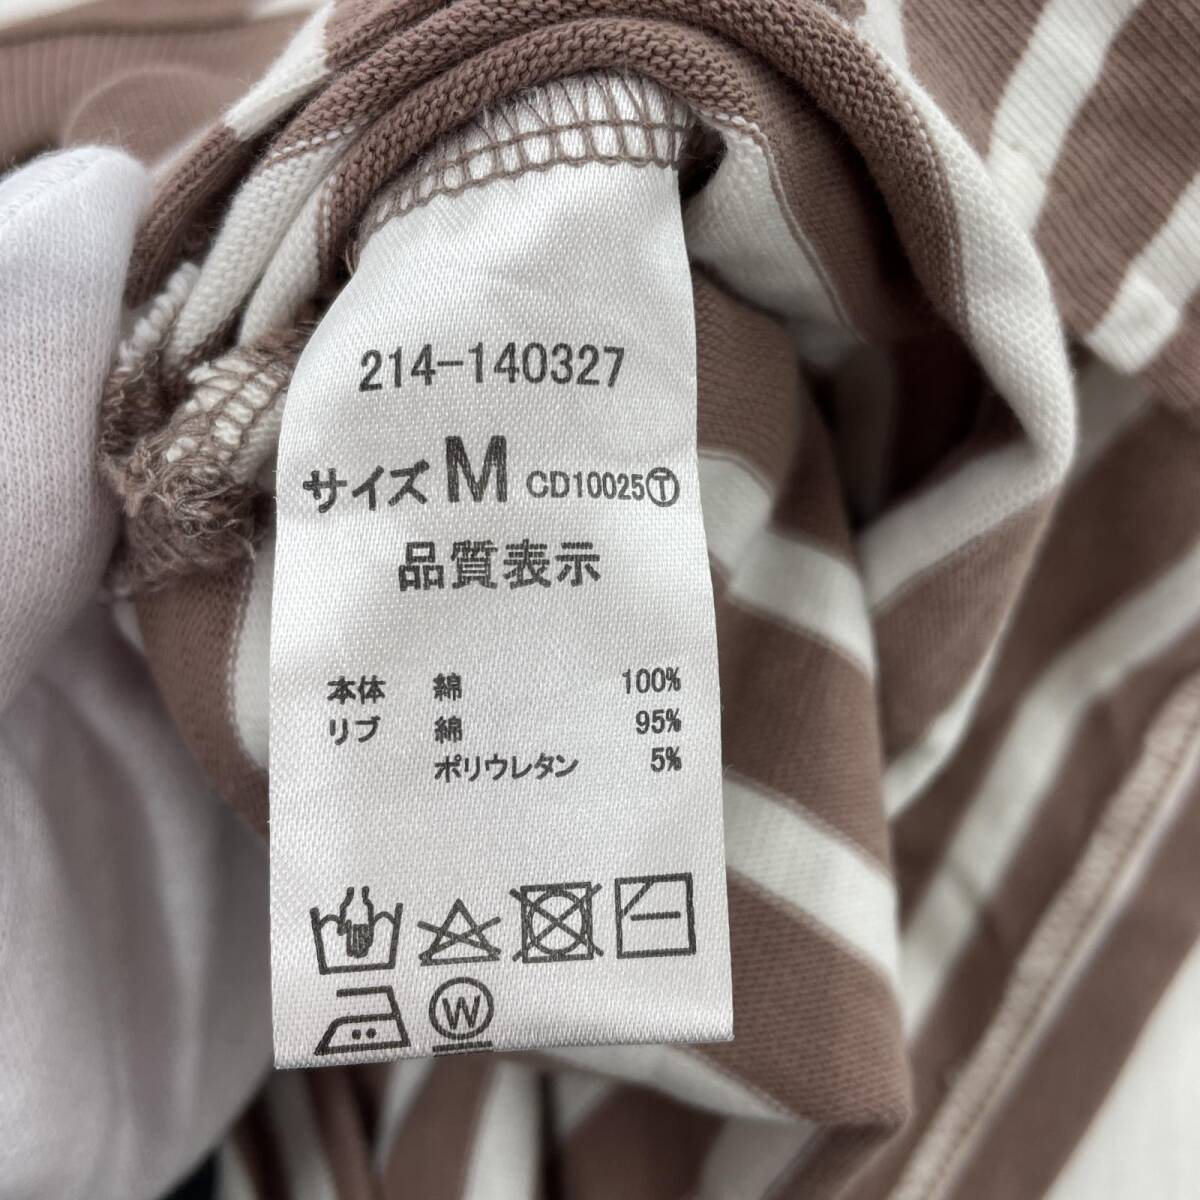 214-140327
サイズ M CD10025Ⓣ
品質表示
本体 綿 100%
リブ 綿 95%
ポリウレタン 5%
W